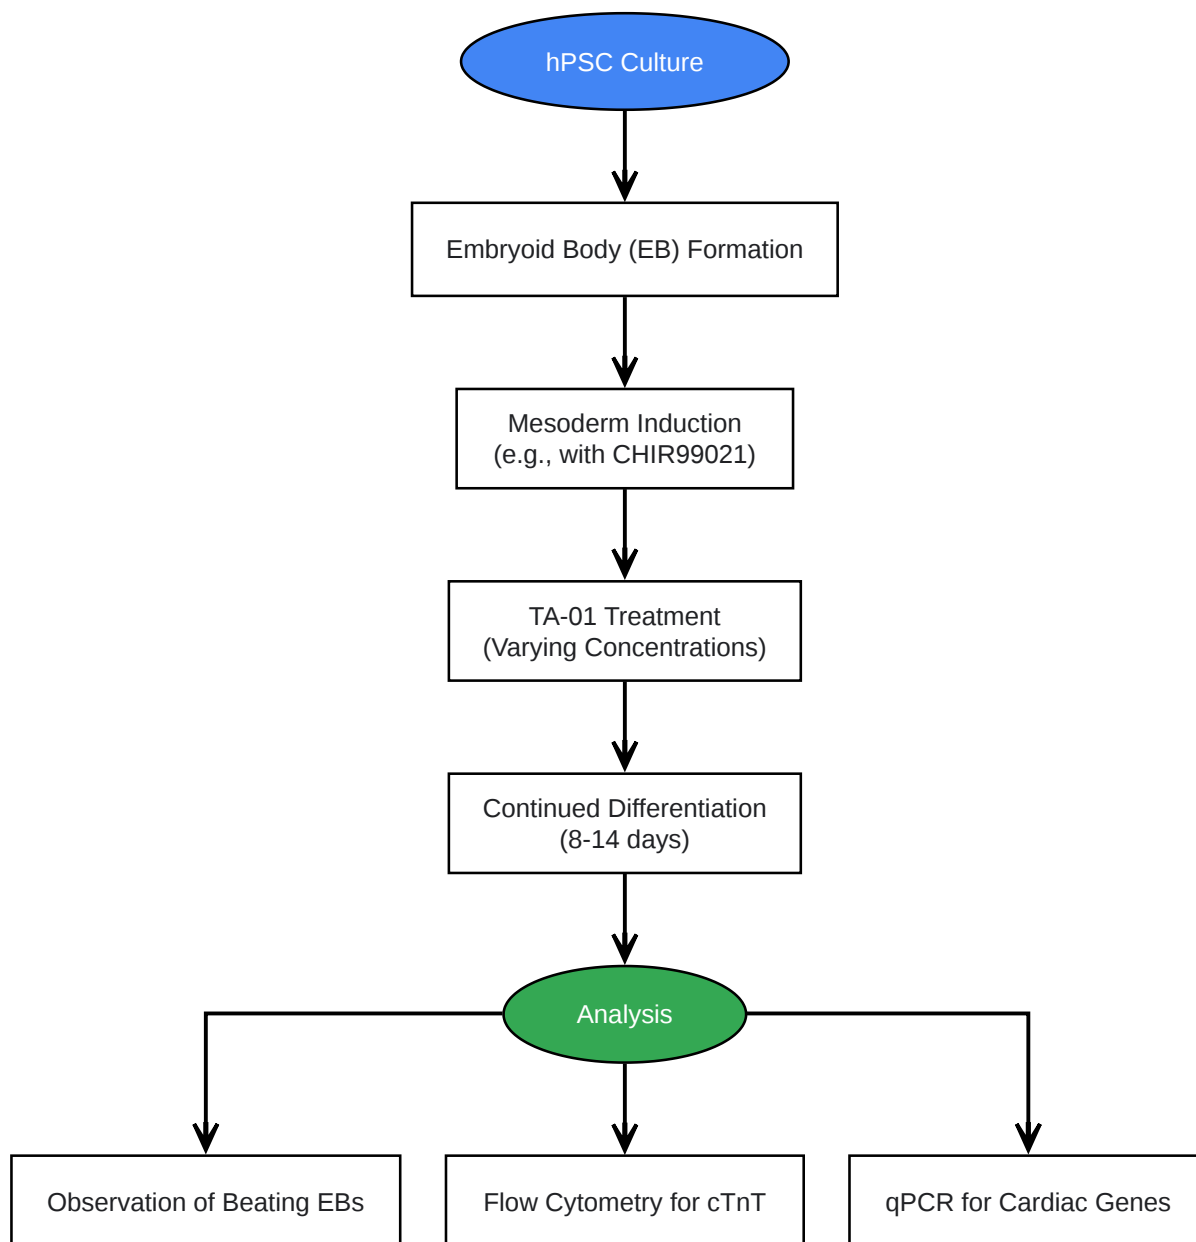 hPSC Culture
Embryoid Body (EB) Formation
Mesoderm Induction
(e.g., with CHIR99021)
TA-01 Treatment
(Varying Concentrations)
Continued Differentiation
(8-14 days)
Analysis
Observation of Beating EBs
Flow Cytometry for cTnT
qPCR for Cardiac Genes